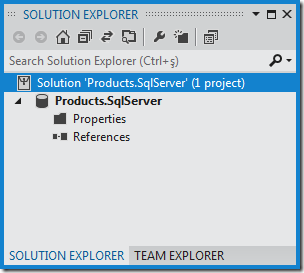 SOLUTION EXPLORER
Search Solution Explorer (Ctrl+ş)
Solution 'Products.SqlServer' (1 project)
Products.SqlServer
Properties
References
SOLUTION EXPLORER TEAM EXPLORER